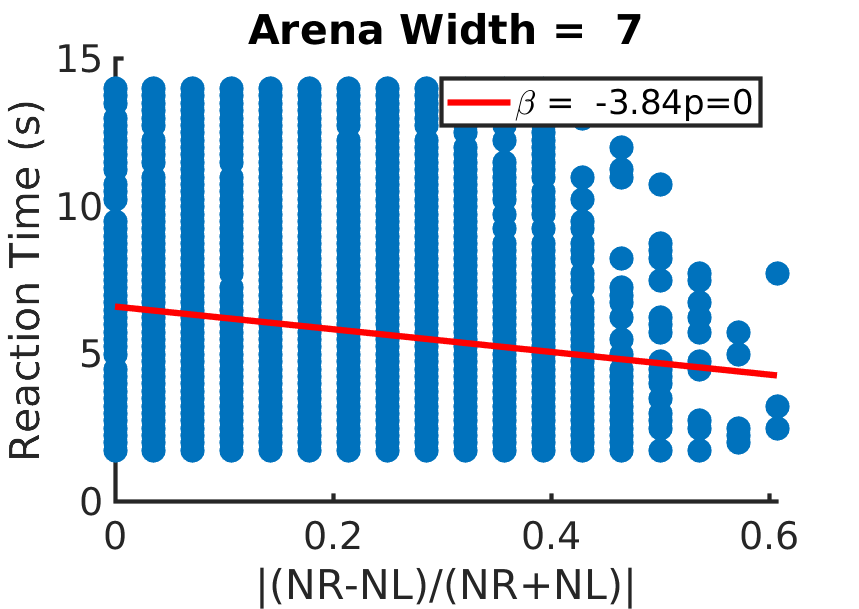 Arena Width = 7
β = -3.84p=0
Reaction Time (s)
15
10
5
0
0 0.2 0.4 0.6
|(NR-NL)/(NR+NL)|